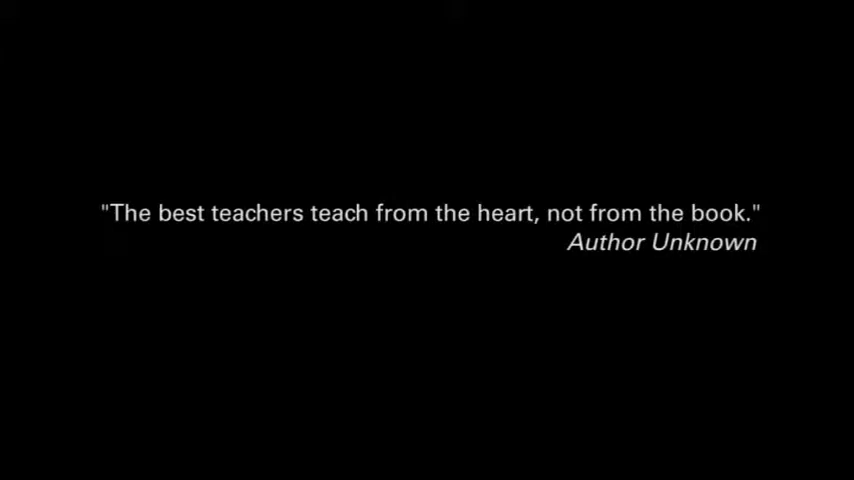 "The best teachers teach from the heart, not from the book."
Author Unknown